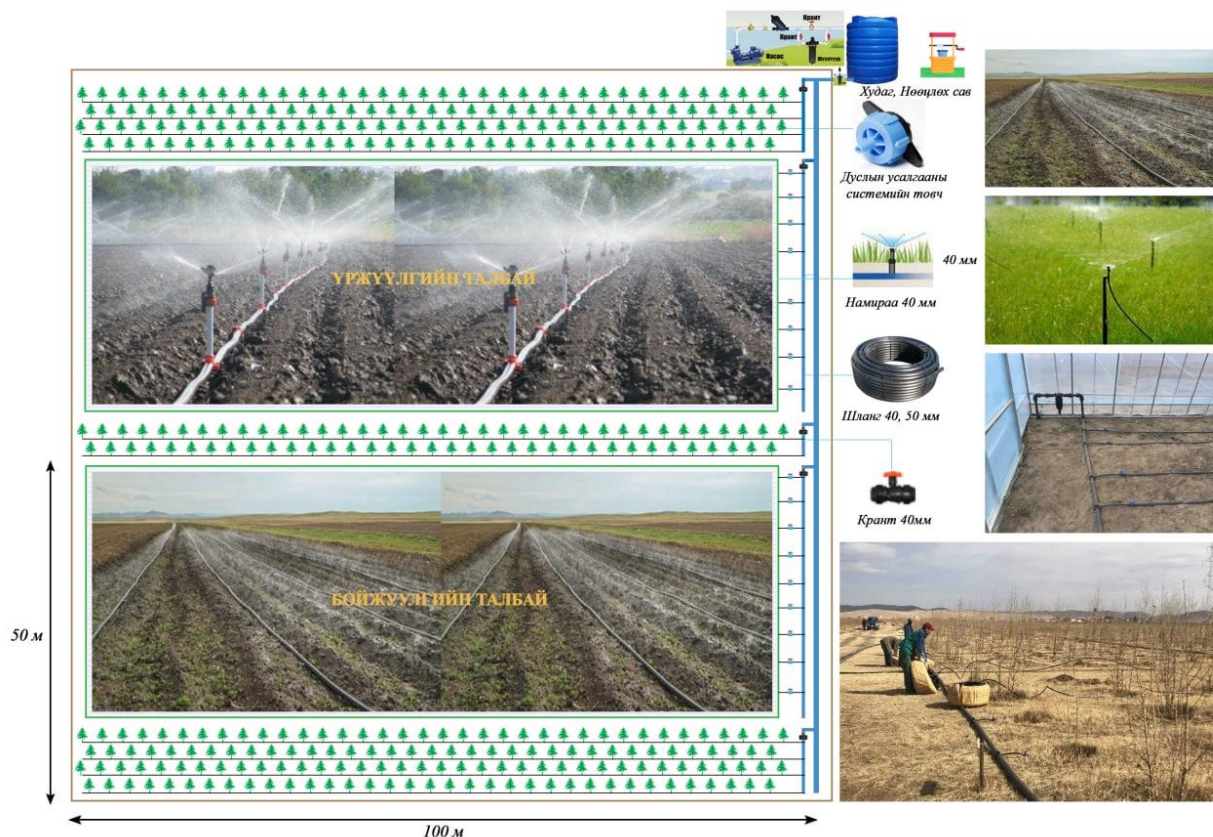 Крант
Крант
Насос
Шүүлтүүр
Худаг, Нөөцлөх сав
Дуслын усалгааны
системийн товч
ҮРЖҮҮЛГИЙН ТАЛБАЙ
40 мм
Намираа 40 мм
Шланг 40, 50 мм
Крант 40мм
БОЙЖУУЛГИЙН ТАЛБАЙ
50 м
100 м